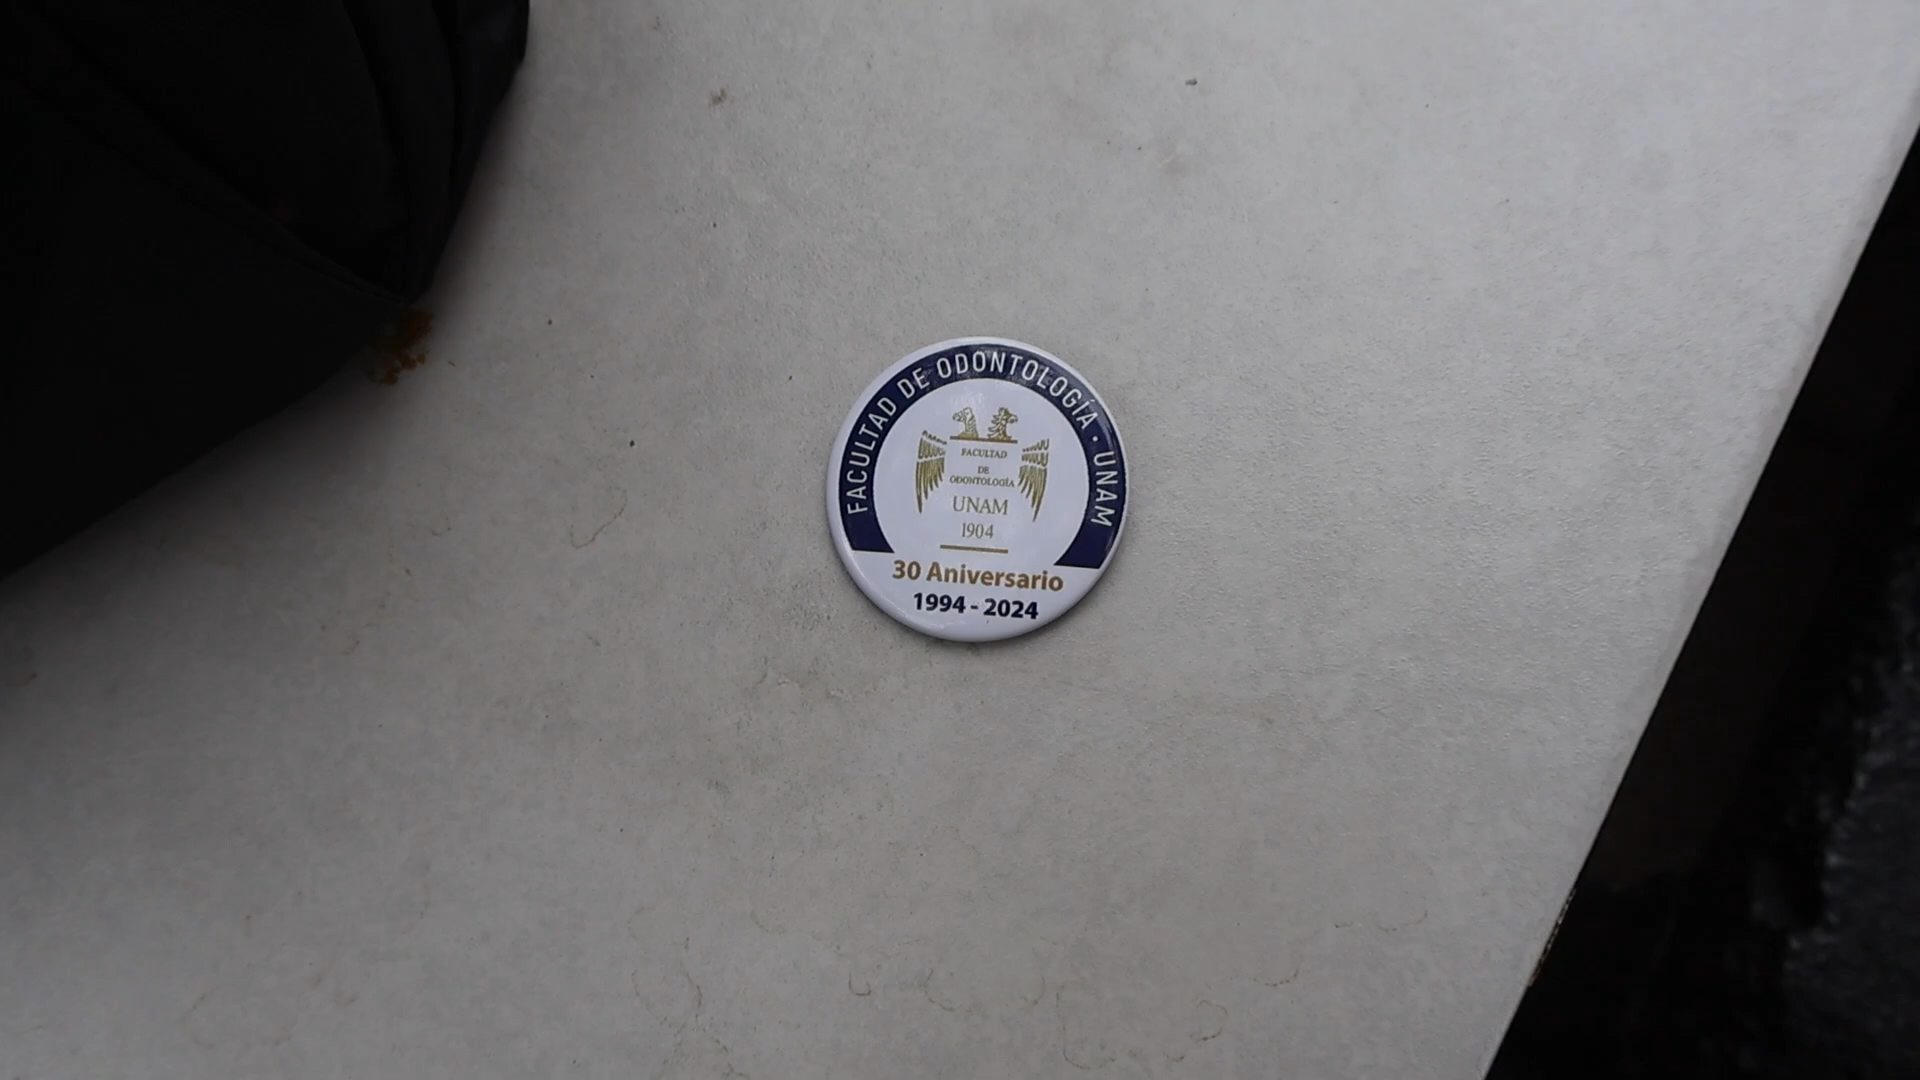 FACULTAD DE ODONTOLOGÍA · UNAM
FACULTAD
DE
ODONTOLOGÍA
UNAM
1904
30 Aniversario
1994 - 2024